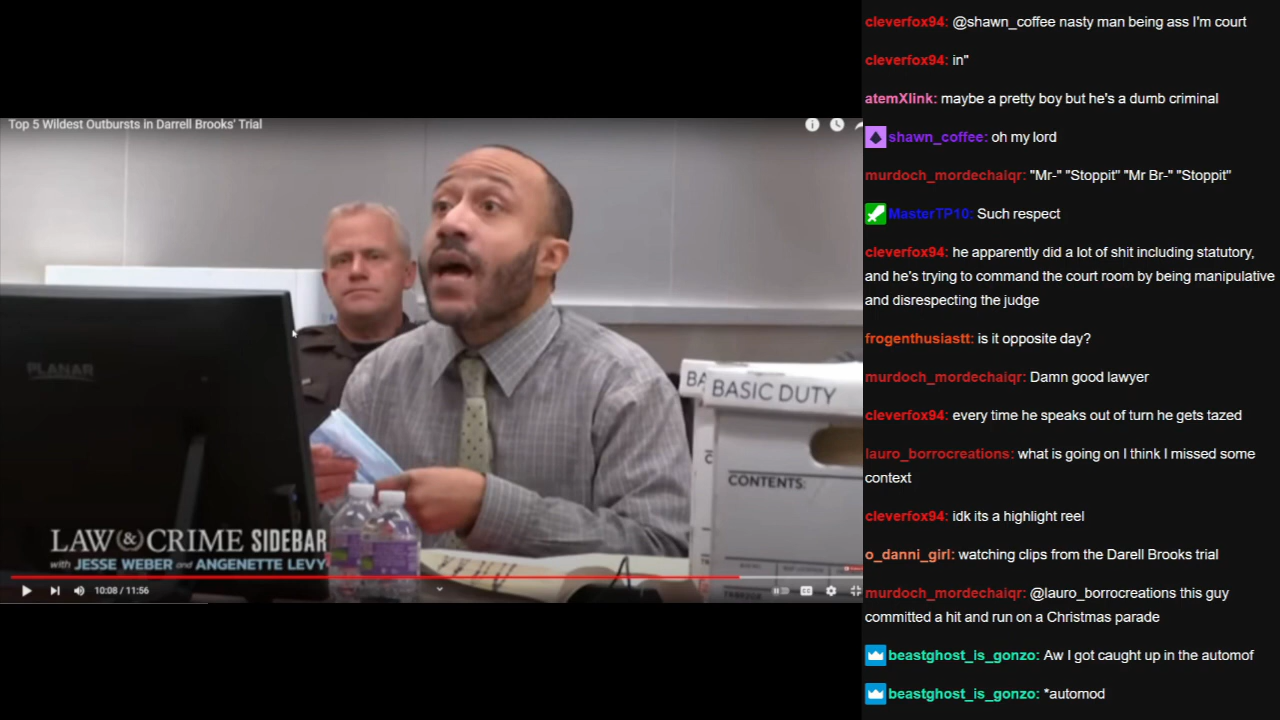 Top 5 Wildest Outbursts in Darrell Brooks' Trial
PLANAR
BA
BASIC DUTY
CONTENTS:
LAW & CRIME SIDEBAR
with JESSE WEBER and ANGENETTE LEVY
10:08 / 11:56
cleverfox94: @shawn_coffee nasty man being ass I'm court
cleverfox94: in"
atemXlink: maybe a pretty boy but he's a dumb criminal
shawn_coffee: oh my lord
murdoch_mordechaiqr: "Mr-" "Stoppit" "Mr Br-" "Stoppit"
MasterTP10: Such respect
cleverfox94: he apparently did a lot of shit including statutory,
and he's trying to command the court room by being manipulative
and disrespecting the judge
frogenthusiastt: is it opposite day?
murdoch_mordechaiqr: Damn good lawyer
cleverfox94: every time he speaks out of turn he gets tazed
lauro_borrocreations: what is going on I think I missed some
context
cleverfox94: idk its a highlight reel
o_danni_girl: watching clips from the Darell Brooks trial
murdoch_mordechaiqr: @lauro_borrocreations this guy
committed a hit and run on a Christmas parade
beastghost_is_gonzo: Aw I got caught up in the automof
beastghost_is_gonzo: *automod